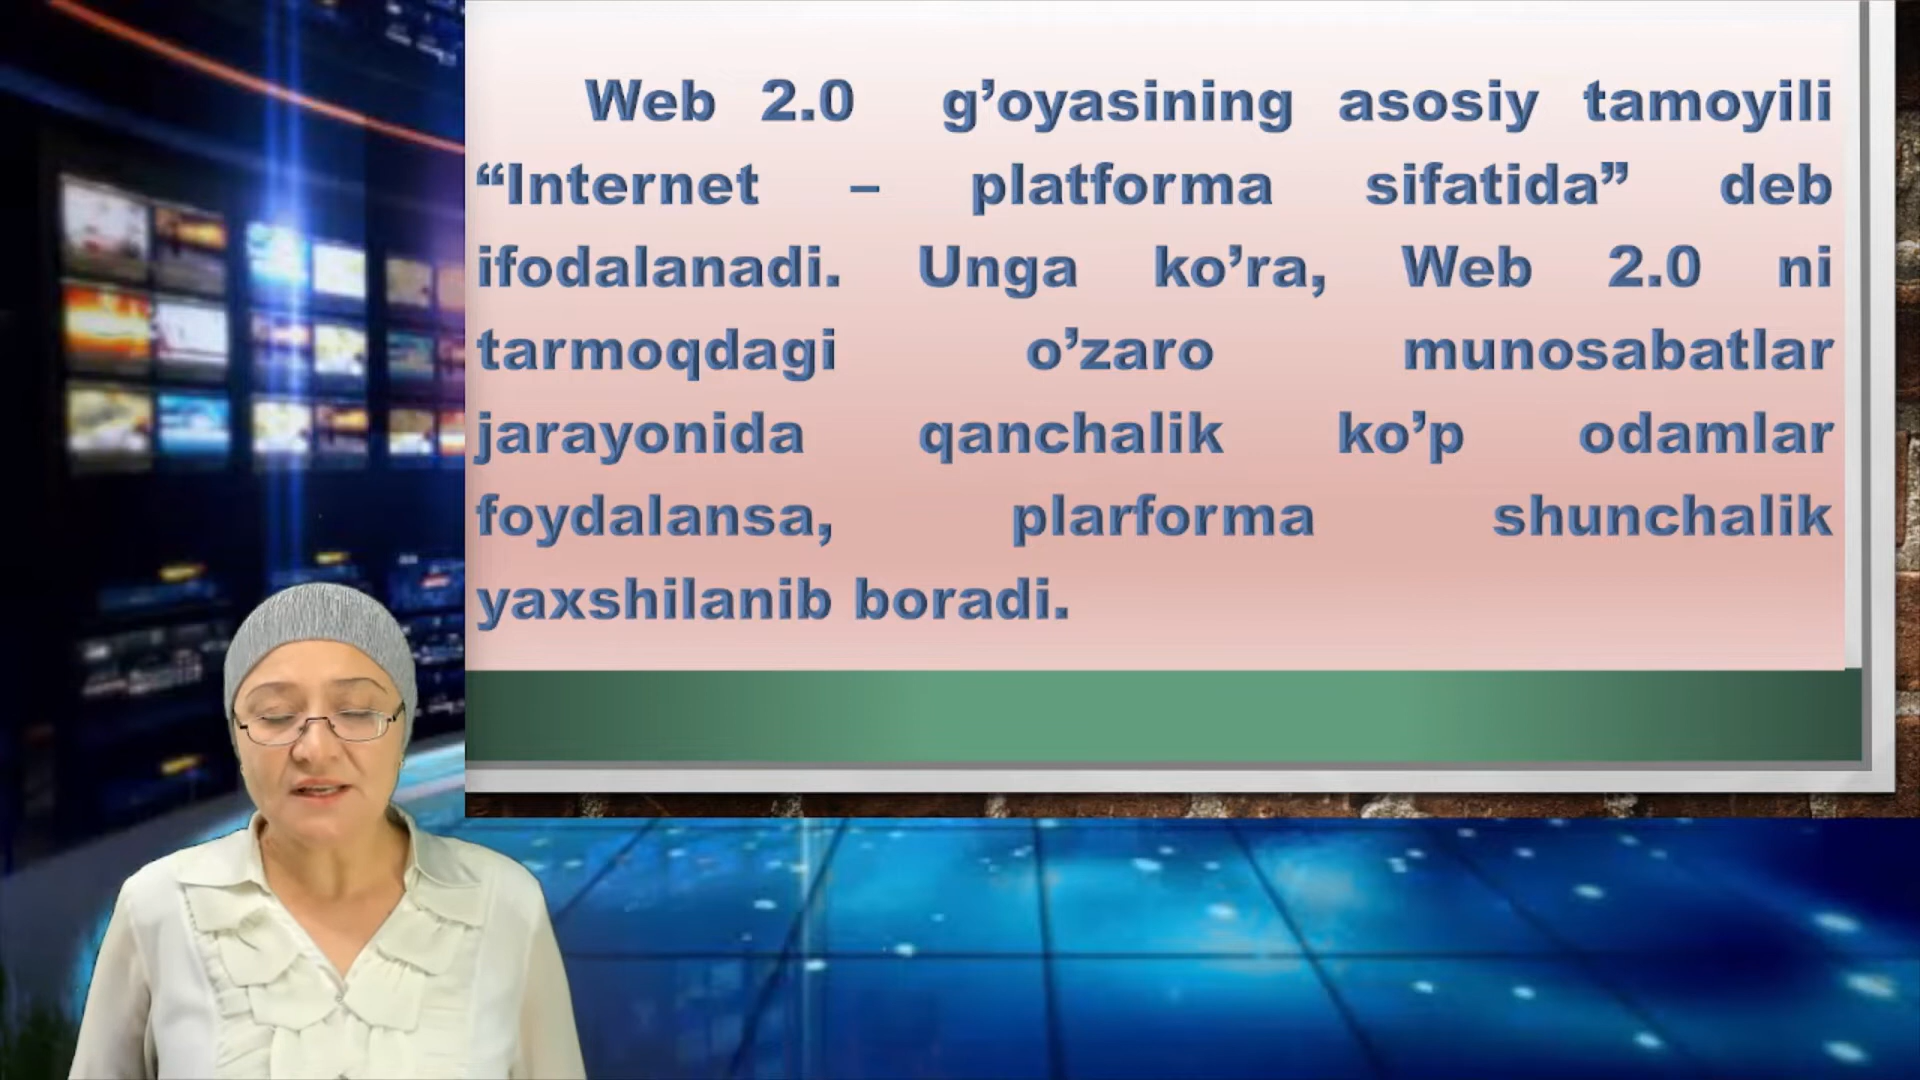 Web 2.0 g’oyasining asosiy tamoyili
“Internet – platforma sifatida” deb
ifodalanadi. Unga ko’ra, Web 2.0 ni
tarmoqdagi o’zaro munosabatlar
jarayonida qanchalik ko’p odamlar
foydalansa, plarforma shunchalik
yaxshilanib boradi.